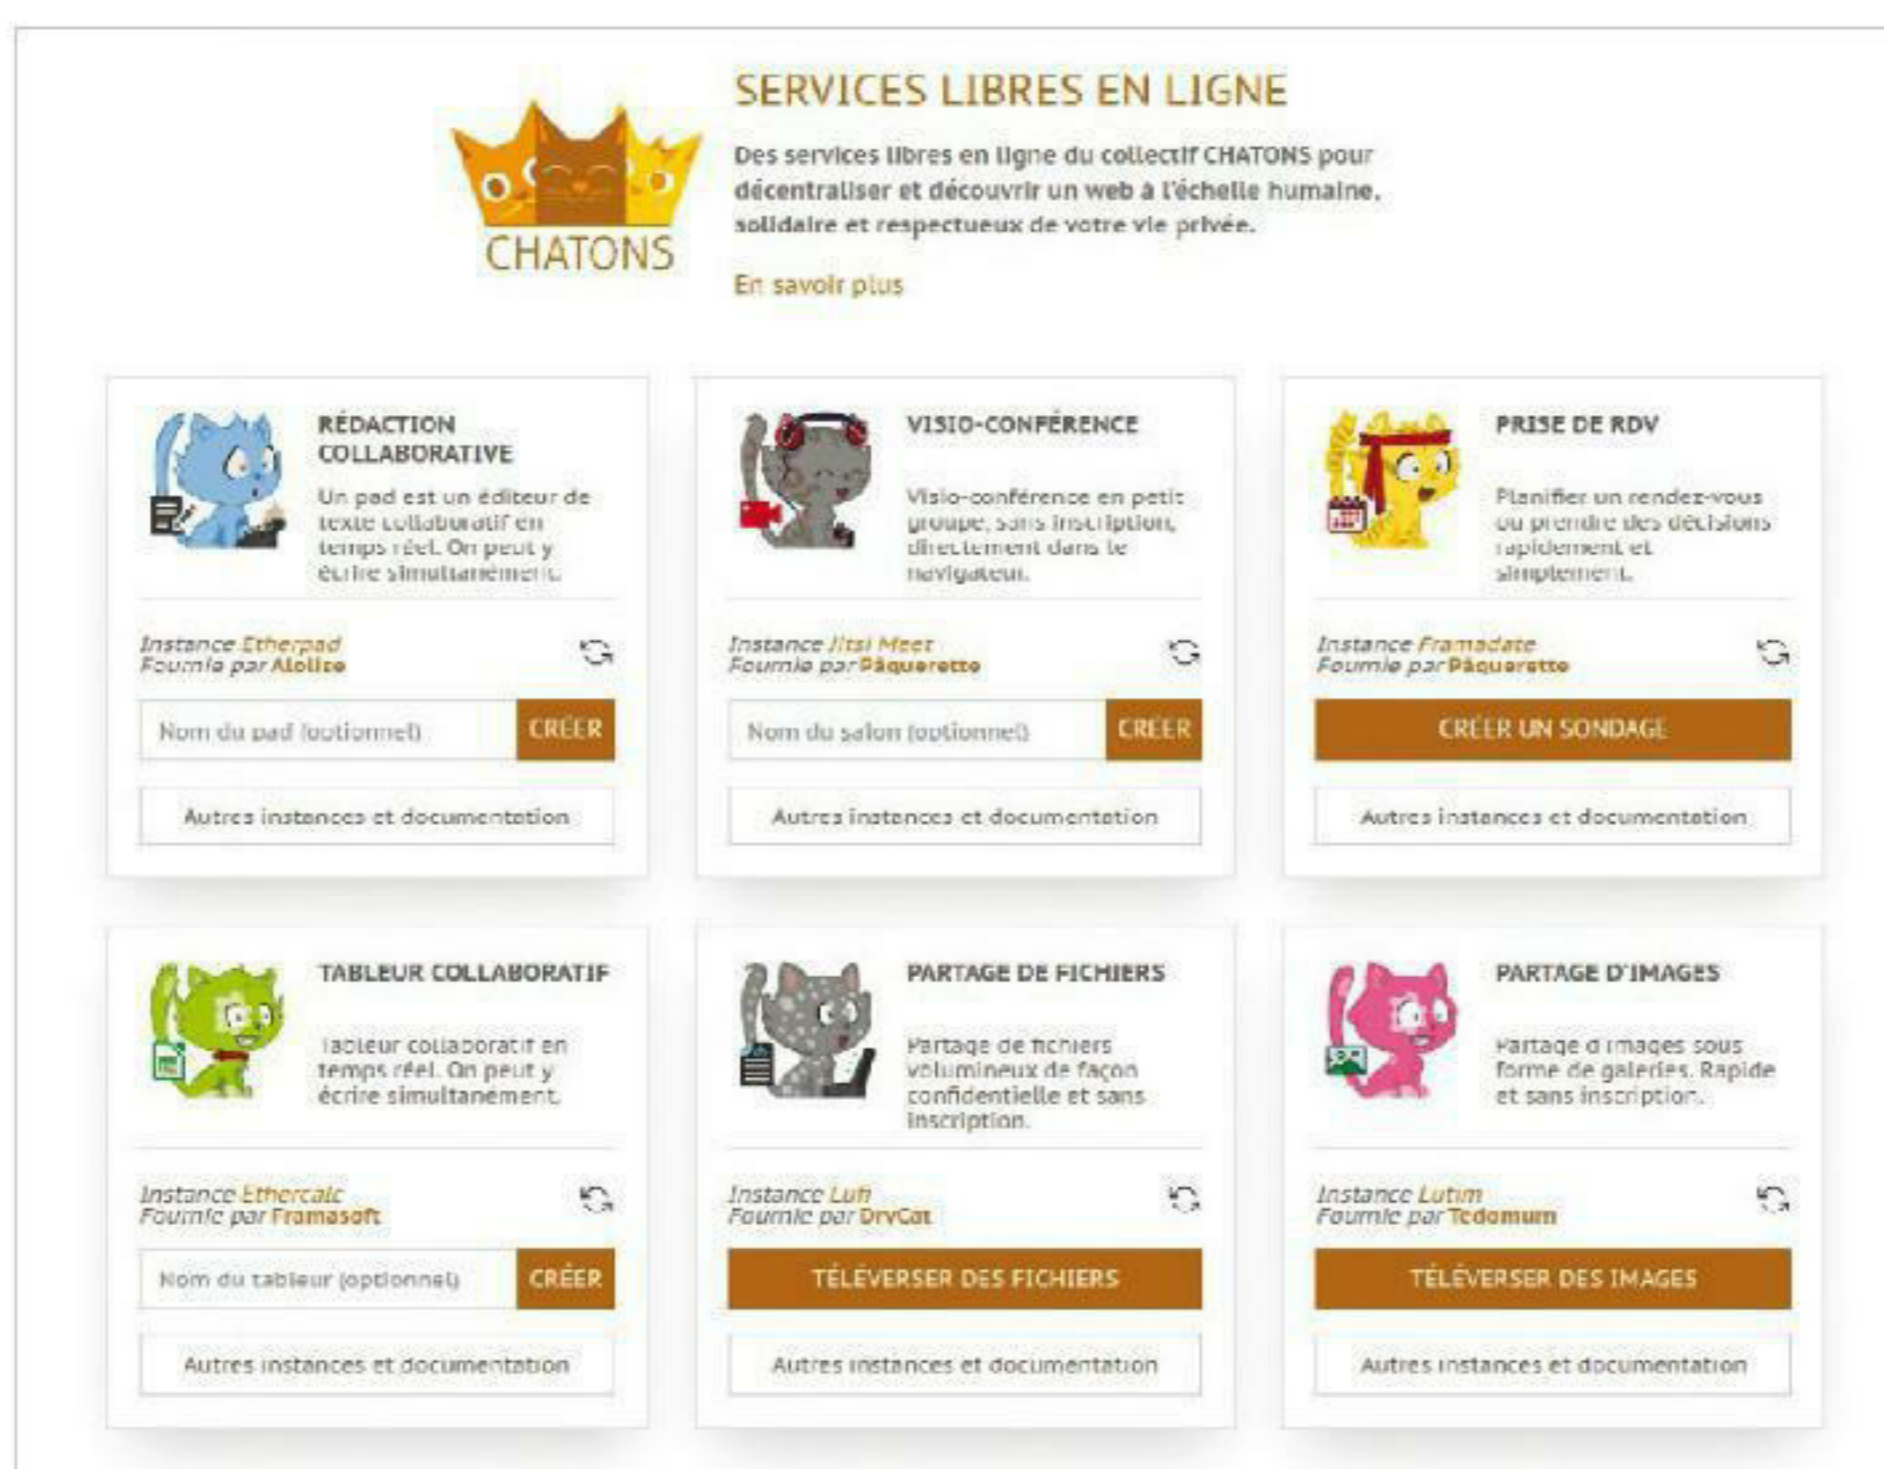 SERVICES LIBRES EN LIGNE
Des services libres en ligne du collectif CHATONS pour
décentraliser et découvrir un web à l'échelle humaine,
solidaire et respectueux de votre vie privée.
CHATONS
En savoir plus
RÉDACTION
COLLABORATIVE
Un pad est un éditeur de
texte collaboratif en
temps réel. On peut y
écrire simultanément.
Instance Etherpad
Fournie par Alolise
Nom du pad (optionnel)
CRÉER
Autres instances et documentation
VISIO-CONFÉRENCE
Visio-conférence en petit
groupe, sans inscription,
directement dans le
navigateur.
Instance Jitsi Meet
Fournie par Pâquerette
Nom du salon (optionnel)
CRÉER
Autres instances et documentation
PRISE DE RDV
Planifier un rendez-vous
ou prendre des décisions
rapidement et
simplement.
Instance Framadate
Fournie par Pâquerette
CRÉER UN SONDAGE
Autres instances et documentation
TABLEUR COLLABORATIF
Tableur collaboratif en
temps réel. On peut y
écrire simultanément.
Instance Ethercalc
Fournie par Framasoft
Nom du tableur (optionnel)
CRÉER
Autres instances et documentation
PARTAGE DE FICHIERS
Partage de fichiers
volumineux de façon
confidentielle et sans
inscription.
Instance Lufi
Fournie par DryCat
TÉLÉVERSER DES FICHIERS
Autres instances et documentation
PARTAGE D'IMAGES
Partage d'images sous
forme de galeries. Rapide
et sans inscription.
Instance Lutim
Fournie par Tedomum
TÉLÉVERSER DES IMAGES
Autres instances et documentation